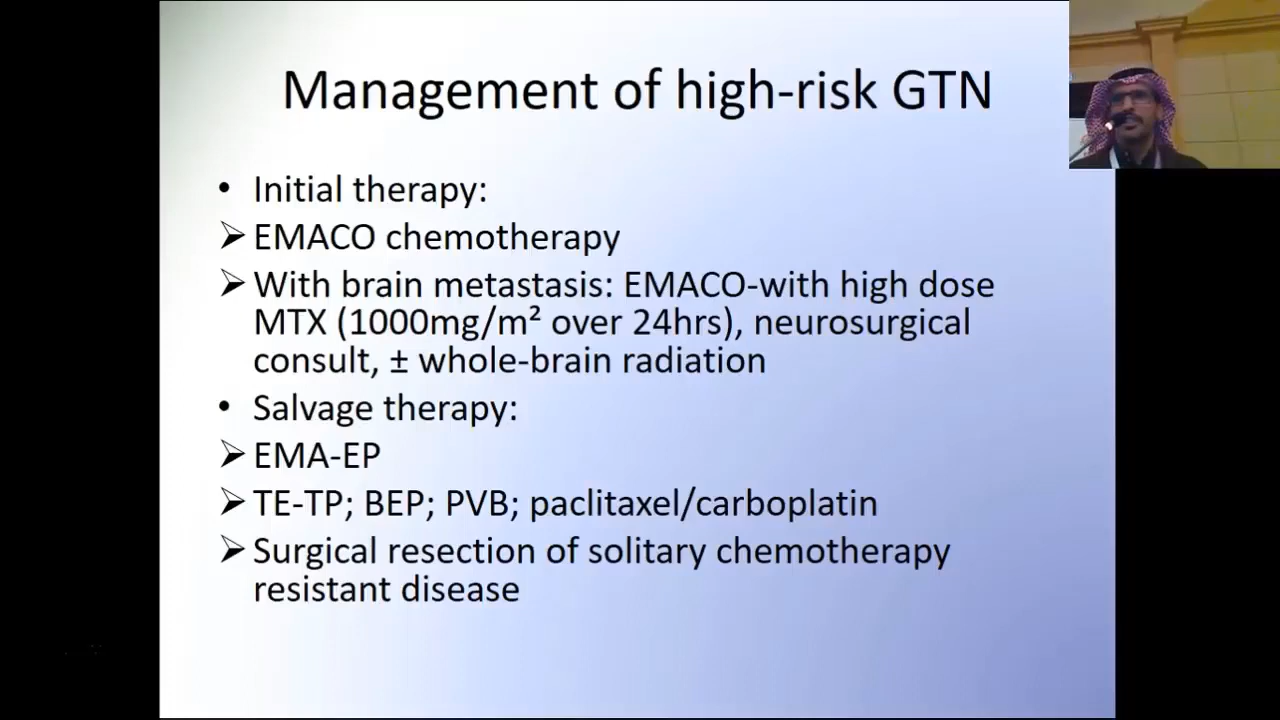 Management of high-risk GTN
• Initial therapy:
➢ EMACO chemotherapy
➢ With brain metastasis: EMACO-with high dose
MTX (1000mg/m² over 24hrs), neurosurgical
consult, ± whole-brain radiation
• Salvage therapy:
➢ EMA-EP
➢ TE-TP; BEP; PVB; paclitaxel/carboplatin
➢ Surgical resection of solitary chemotherapy
resistant disease